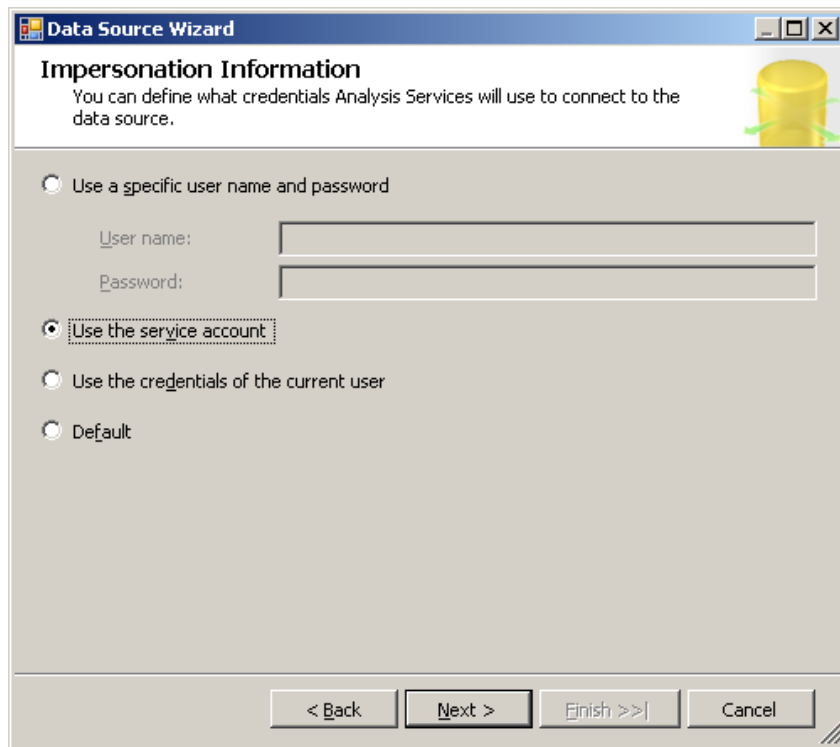 Data Source Wizard
Impersonation Information
You can define what credentials Analysis Services will use to connect to the
data source.
Use a specific user name and password
User name:
Password:
Use the service account
Use the credentials of the current user
Default
< Back Next > Finish >>| Cancel